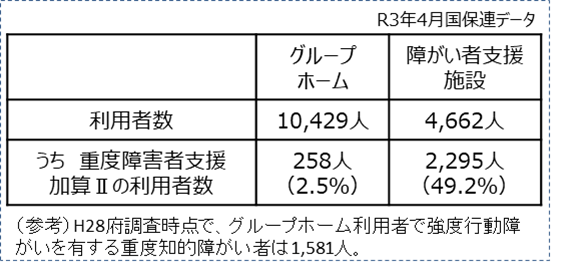 R3年4月国保連データ
グループ
ホーム
障がい者支援
施設
利用者数
10,429人
4,662人
うち 重度障害者支援
加算Ⅱの利用者数
258人
（2.5%）
2,295人
（49.2%）
（参考）H28府調査時点で、グループホーム利用者で強度行動障
がいを有する重度知的障がい者は1,581人。